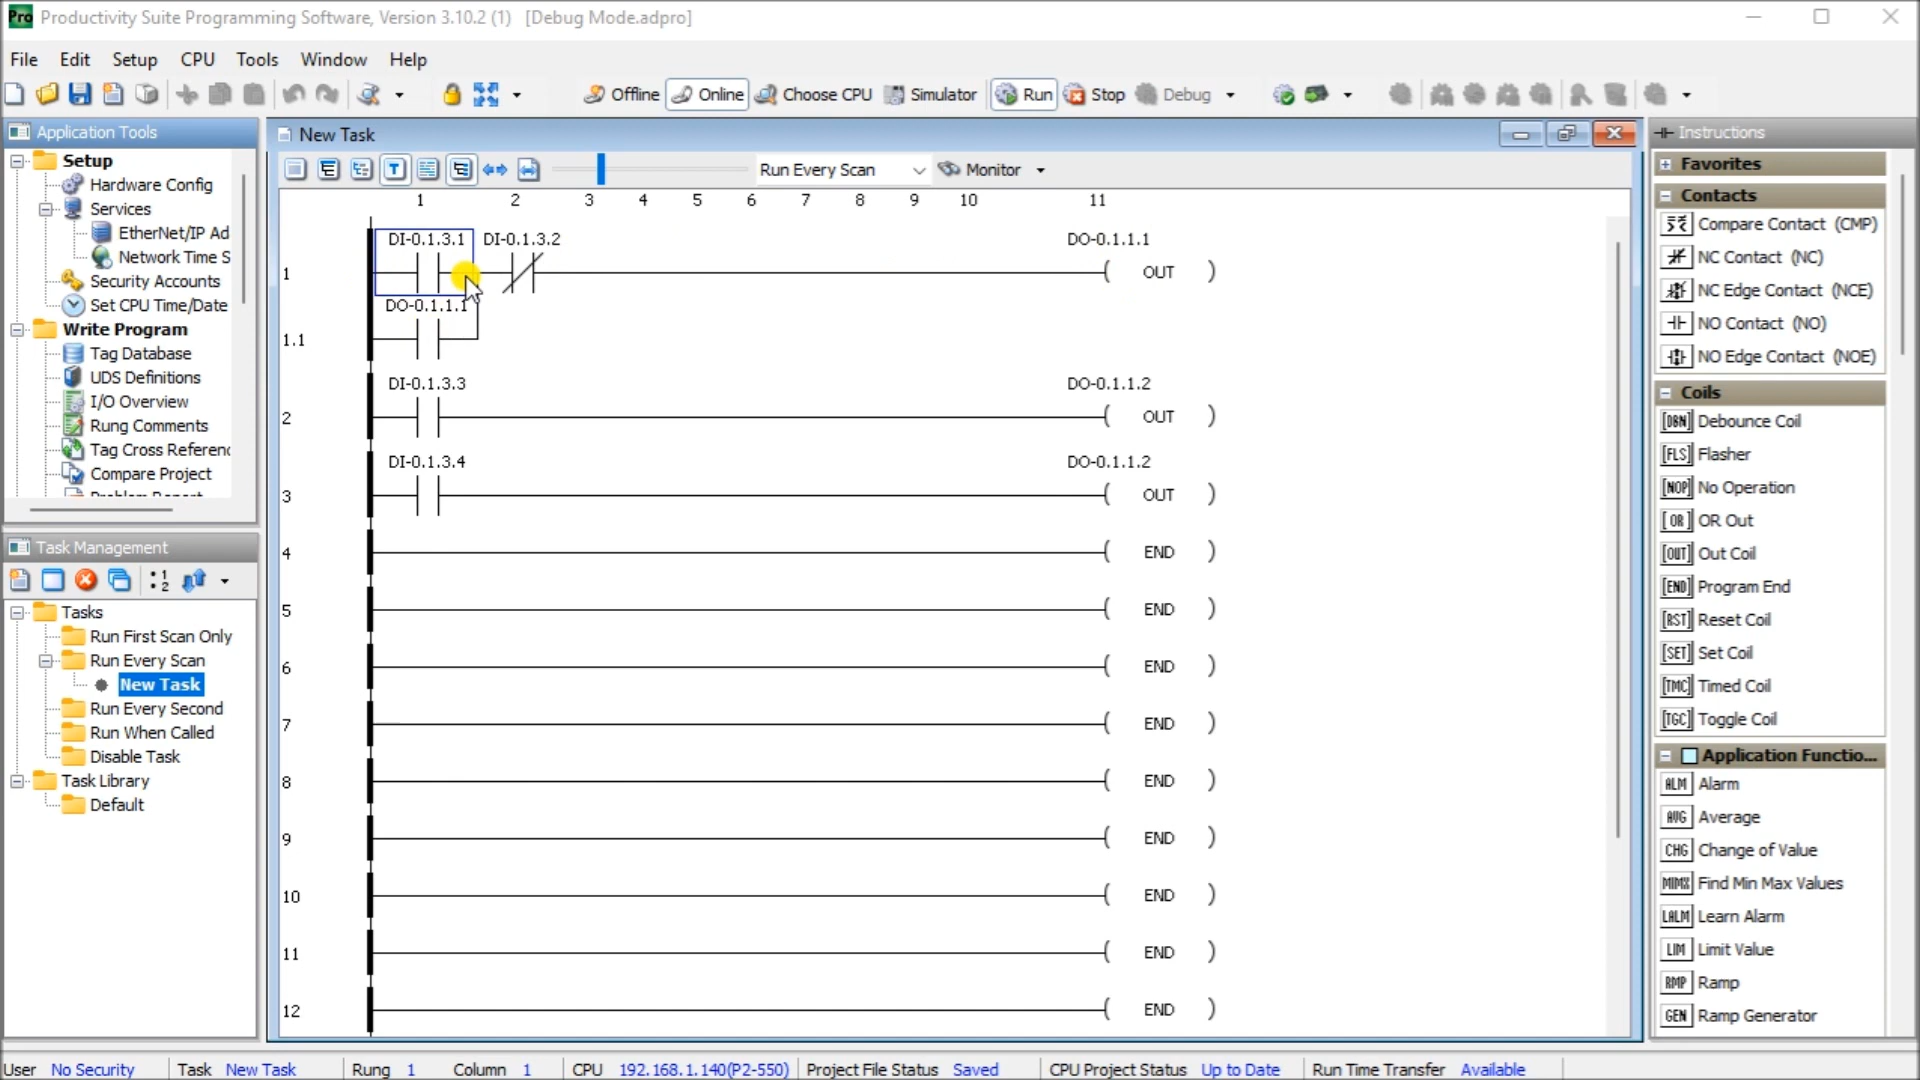 Pro Productivity Suite Programming Software, Version 3.10.2 (1) [Debug Mode.adpro]
File Edit Setup CPU Tools Window Help
Offline Online Choose CPU Simulator Run Stop Debug
Application Tools
Setup
Hardware Config
Services
EtherNet/IP Ad
Network Time S
Security Accounts
Set CPU Time/Date
Write Program
Tag Database
UDS Definitions
I/O Overview
Rung Comments
Tag Cross Referenc
Compare Project
Problem Report
Task Management
Tasks
Run First Scan Only
Run Every Scan
New Task
Run Every Second
Run When Called
Disable Task
Task Library
Default
New Task
Run Every Scan Monitor
1 2 3 4 5 6 7 8 9 10 11
DI-0.1.3.1 DI-0.1.3.2 DO-0.1.1.1
1 OUT
DO-0.1.1.1
1.1
DI-0.1.3.3 DO-0.1.1.2
2 OUT
DI-0.1.3.4 DO-0.1.1.2
3 OUT
4 END
5 END
6 END
7 END
8 END
9 END
10 END
11 END
12 END
Instructions
Favorites
Contacts
Compare Contact (CMP)
NC Contact (NC)
NC Edge Contact (NCE)
NO Contact (NO)
NO Edge Contact (NOE)
Coils
[DBN] Debounce Coil
[FLS] Flasher
[NOP] No Operation
[OR] OR Out
[OUT] Out Coil
[END] Program End
[RST] Reset Coil
[SET] Set Coil
[TMC] Timed Coil
[TGC] Toggle Coil
Application Functio...
ALM Alarm
AVG Average
CHG Change of Value
MIMX Find Min Max Values
LALM Learn Alarm
LIM Limit Value
RMP Ramp
GEN Ramp Generator
User No Security Task New Task Rung 1 Column 1 CPU 192.168.1.140(P2-550) Project File Status Saved CPU Project Status Up to Date Run Time Transfer Available